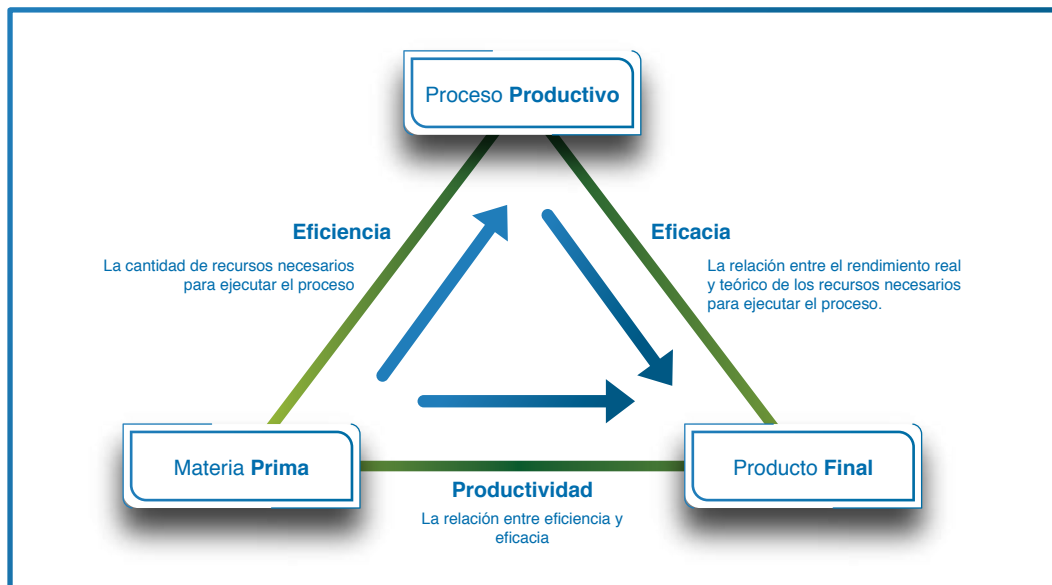 Proceso Productivo
Eficiencia
La cantidad de recursos necesarios
para ejecutar el proceso
Eficacia
La relación entre el rendimiento real
y teórico de los recursos necesarios
para ejecutar el proceso.
Materia Prima
Producto Final
Productividad
La relación entre eficiencia y
eficacia